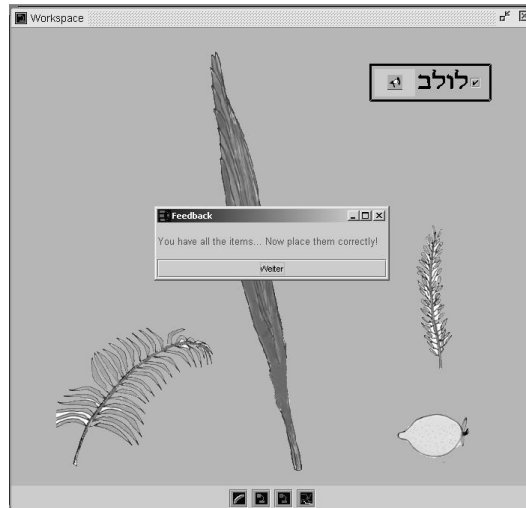 Workspace
לולב
Feedback
You have all the items... Now place them correctly!
Weiter